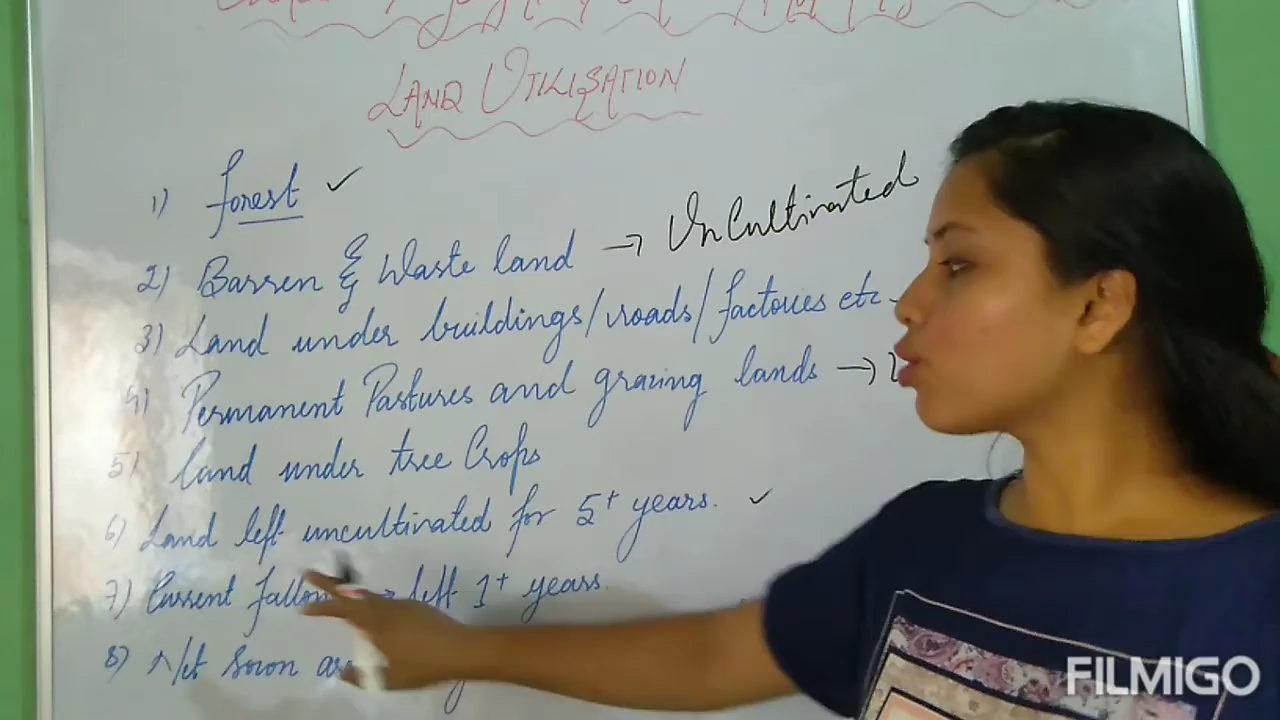 LAND UTILISATION
1) forest ✓
2) Barren & Waste land → Uncultivated
3) Land under buildings/roads/factories etc.
4) Permanent Pastures and grazing lands →
5) Land under tree Crops
6) Land left uncultivated for 5+ years. ✓
7) Current → left 1+ years.
8) Net Sown
FILMIGO